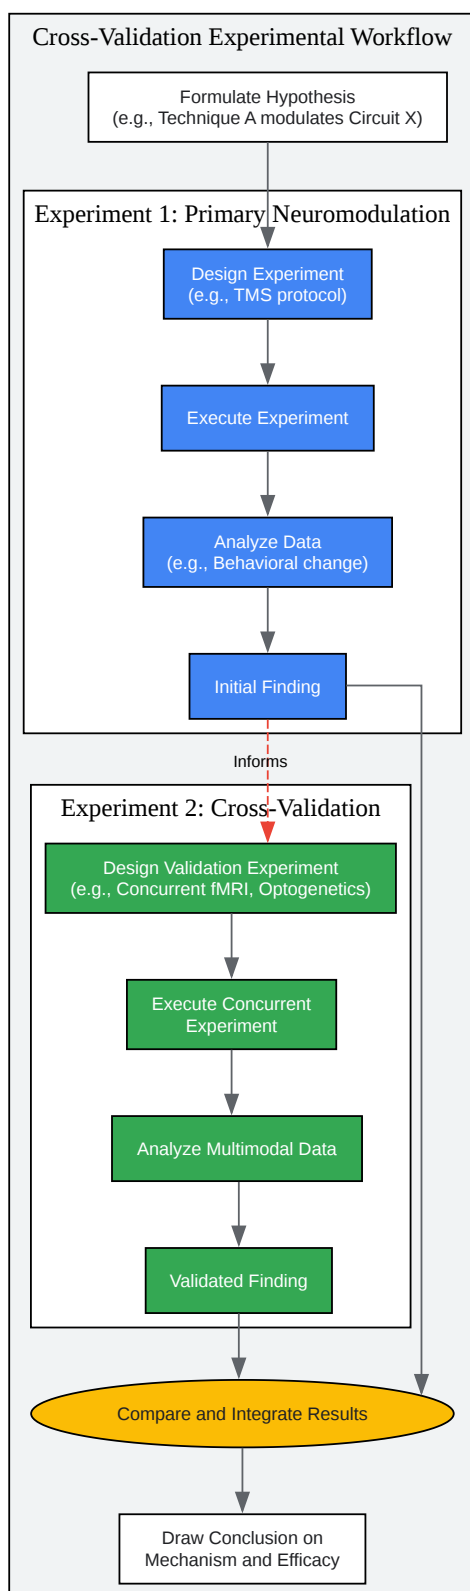 Cross-Validation Experimental Workflow
Formulate Hypothesis
(e.g., Technique A modulates Circuit X)
Experiment 1: Primary Neuromodulation
Design Experiment
(e.g., TMS protocol)
Execute Experiment
Analyze Data
(e.g., Behavioral change)
Initial Finding
Informs
Experiment 2: Cross-Validation
Design Validation Experiment
(e.g., Concurrent fMRI, Optogenetics)
Execute Concurrent
Experiment
Analyze Multimodal Data
Validated Finding
Compare and Integrate Results
Draw Conclusion on
Mechanism and Efficacy